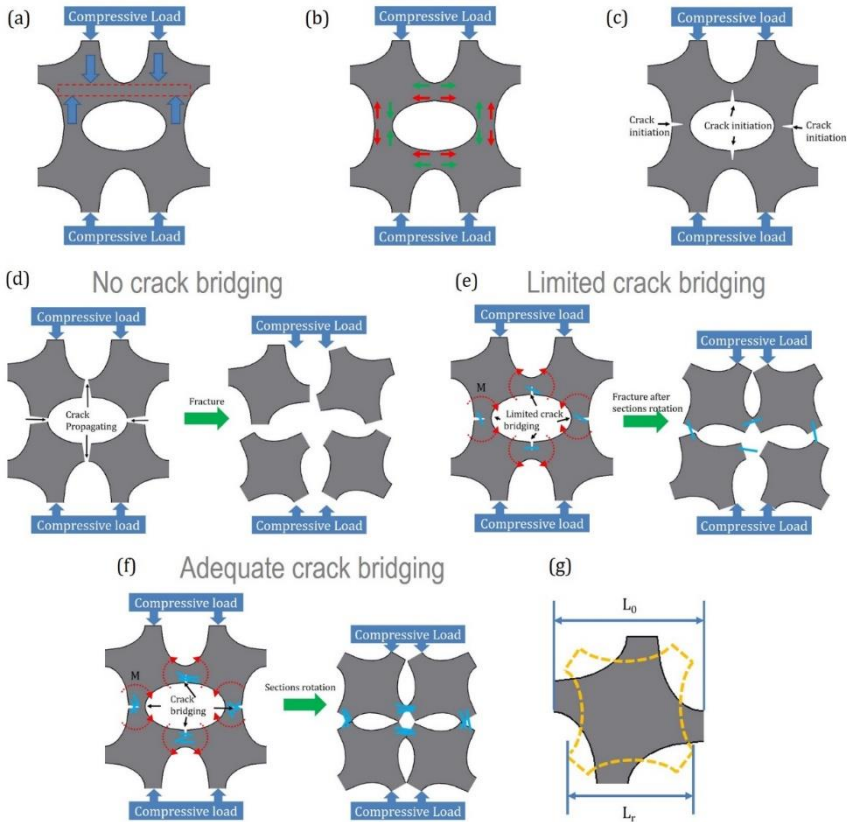 (a)
Compressive Load
Compressive Load
(b)
Compressive Load
Compressive Load
(c)
Compressive Load
Crack
initiation
Crack initiation
Crack
initiation
Compressive Load
(d)
No crack bridging
Compressive load
Crack
Propagating
Compressive load
Fracture
Compressive Load
Compressive Load
(e)
Limited crack bridging
Compressive load
M
Limited crack
bridging
Compressive load
Fracture after
sections rotation
Compressive Load
Compressive Load
(f)
Adequate crack bridging
Compressive load
M
Crack
bridging
Compressive load
Sections rotation
Compressive Load
Compressive Load
(g)
L0
Lr